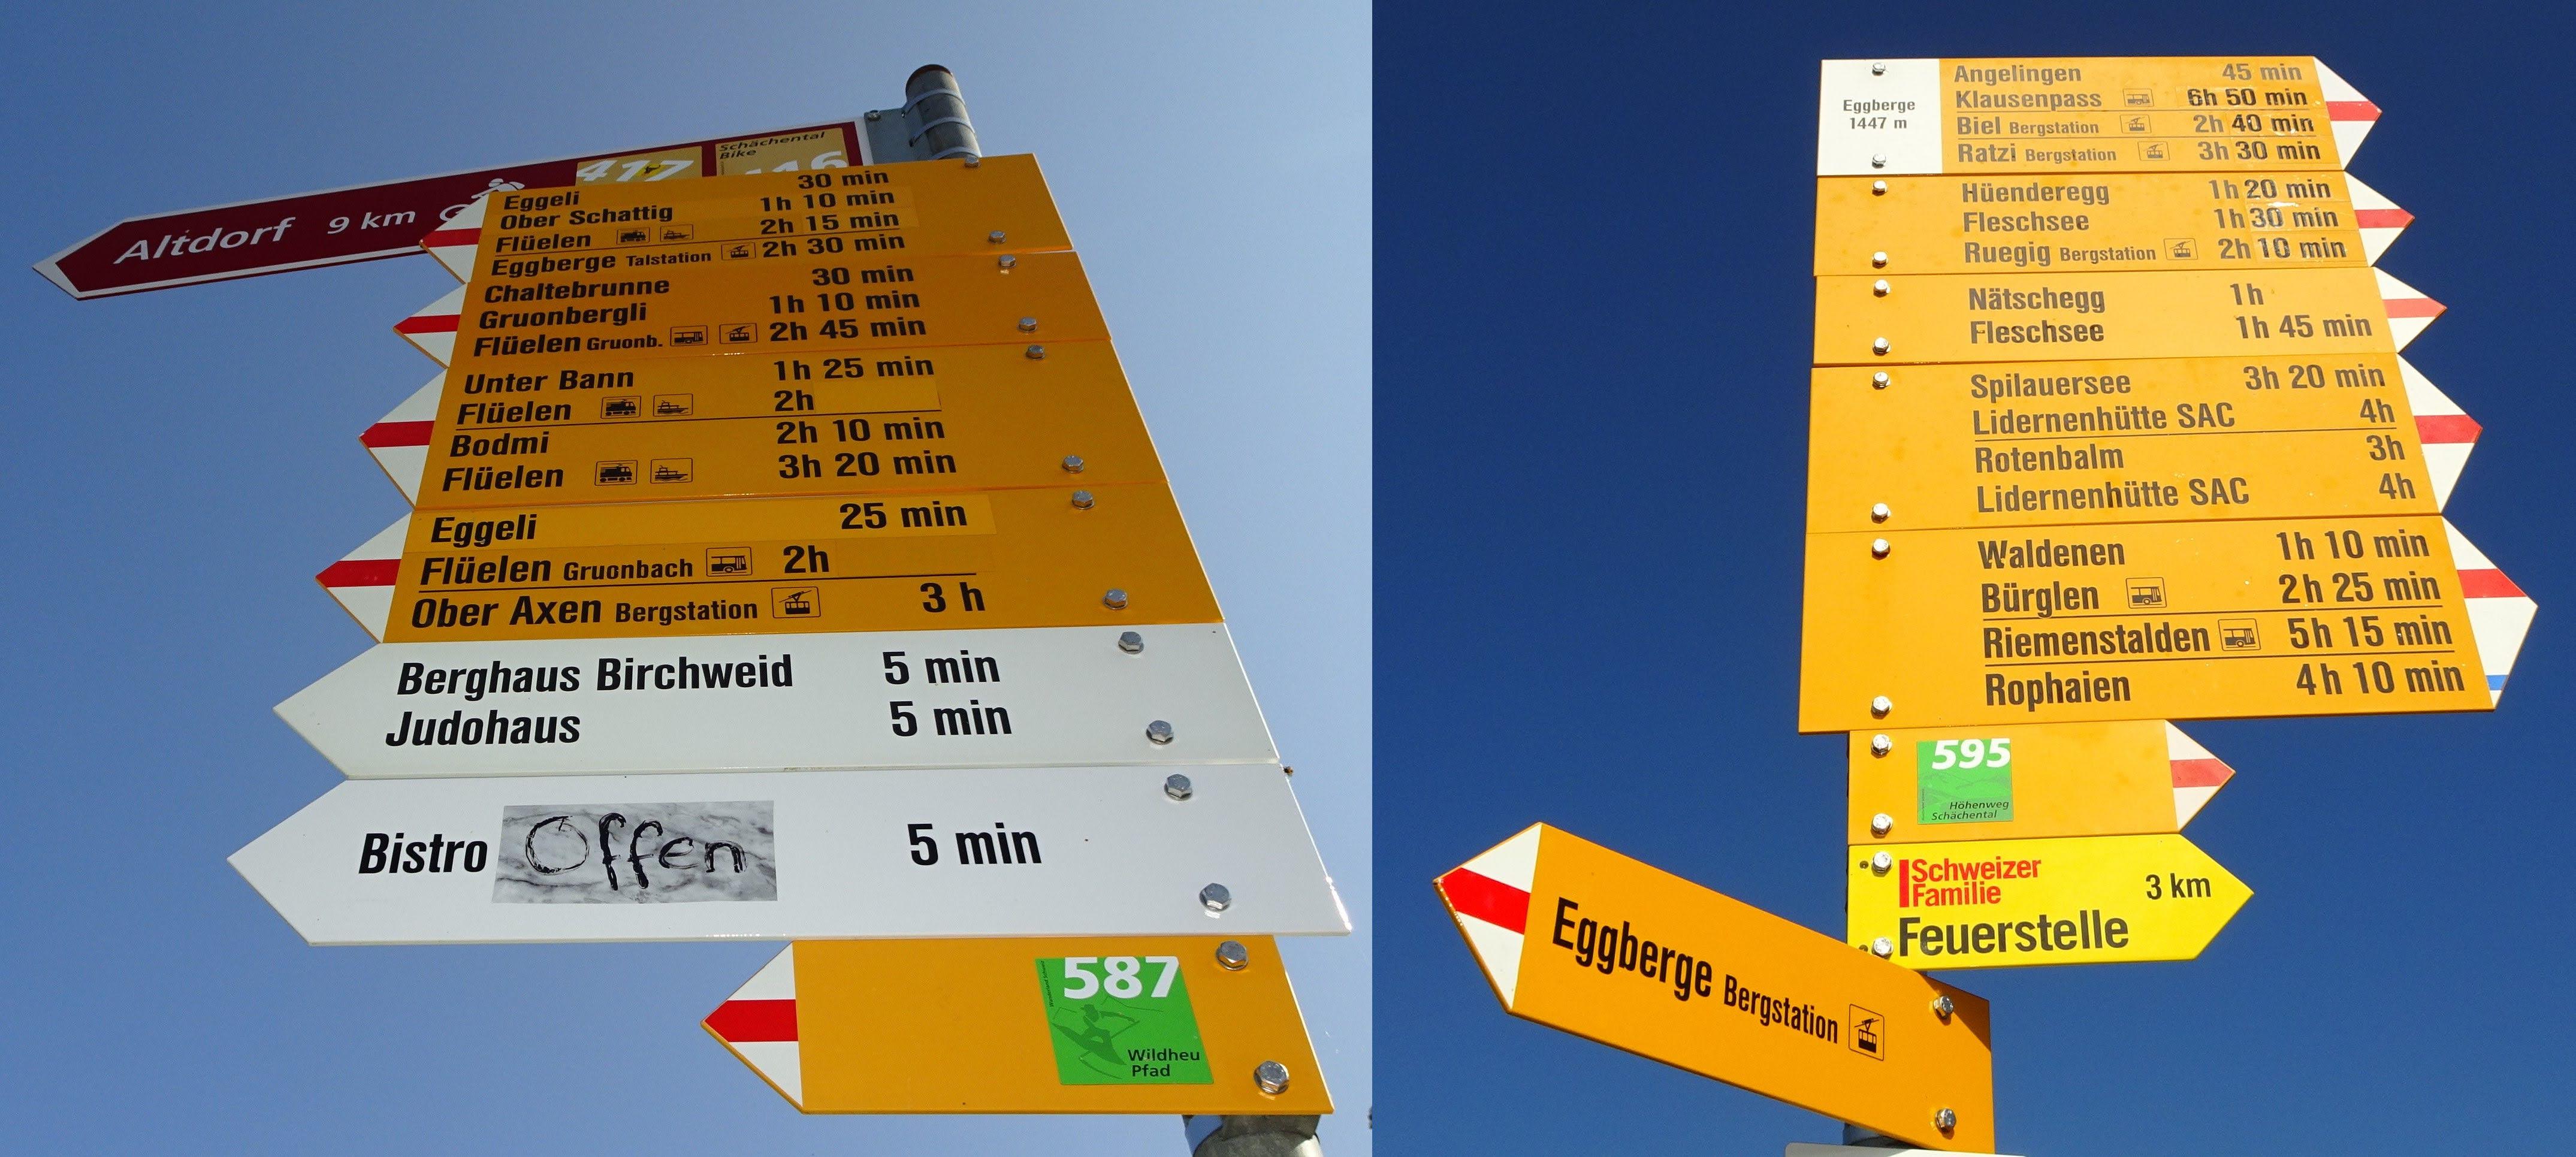 Altdorf 9 km
417
Schächental
Bike
Eggeli 30 min
Ober Schattig 1h 10 min
Flüelen 2h 15 min
Eggberge Talstation 2h 30 min
Chaltebrunne 30 min
Gruonbergli 1h 10 min
Flüelen Gruonb. 2h 45 min
Unter Bann 1h 25 min
Flüelen 2h
Bodmi 2h 10 min
Flüelen 3h 20 min
Eggeli 25 min
Flüelen Gruonbach 2h
Ober Axen Bergstation 3 h
Berghaus Birchweid 5 min
Judohaus 5 min
Bistro Offen 5 min
587
Wildheu
Pfad
Eggberge
1447 m
Angelingen 45 min
Klausenpass 6h 50 min
Biel Bergstation 2h 40 min
Ratzi Bergstation 3h 30 min
Hüenderegg 1h 20 min
Fleschsee 1h 30 min
Ruegig Bergstation 2h 10 min
Nätschegg 1h
Fleschsee 1h 45 min
Spilauersee 3h 20 min
Lidernenhütte SAC 4h
Rotenbalm 3h
Lidernenhütte SAC 4h
Waldenen 1h 10 min
Bürglen 2h 25 min
Riemenstalden 5h 15 min
Rophaien 4h 10 min
595
Höhenweg
Schächental
Schweizer
Familie
3 km
Feuerstelle
Eggberge Bergstation